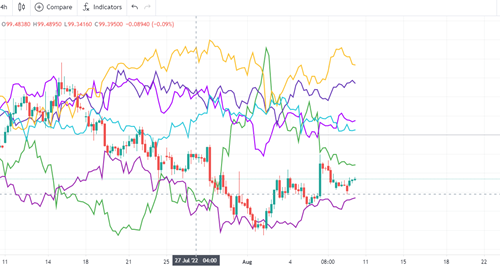 4h Compare Indicators
O99.48380 H99.48950 L99.34160 C99.39500 −0.08940 (−0.09%)
11 14 18 21 25 27 Jul '22 04:00 Aug 4 08:00 11 15 18 22